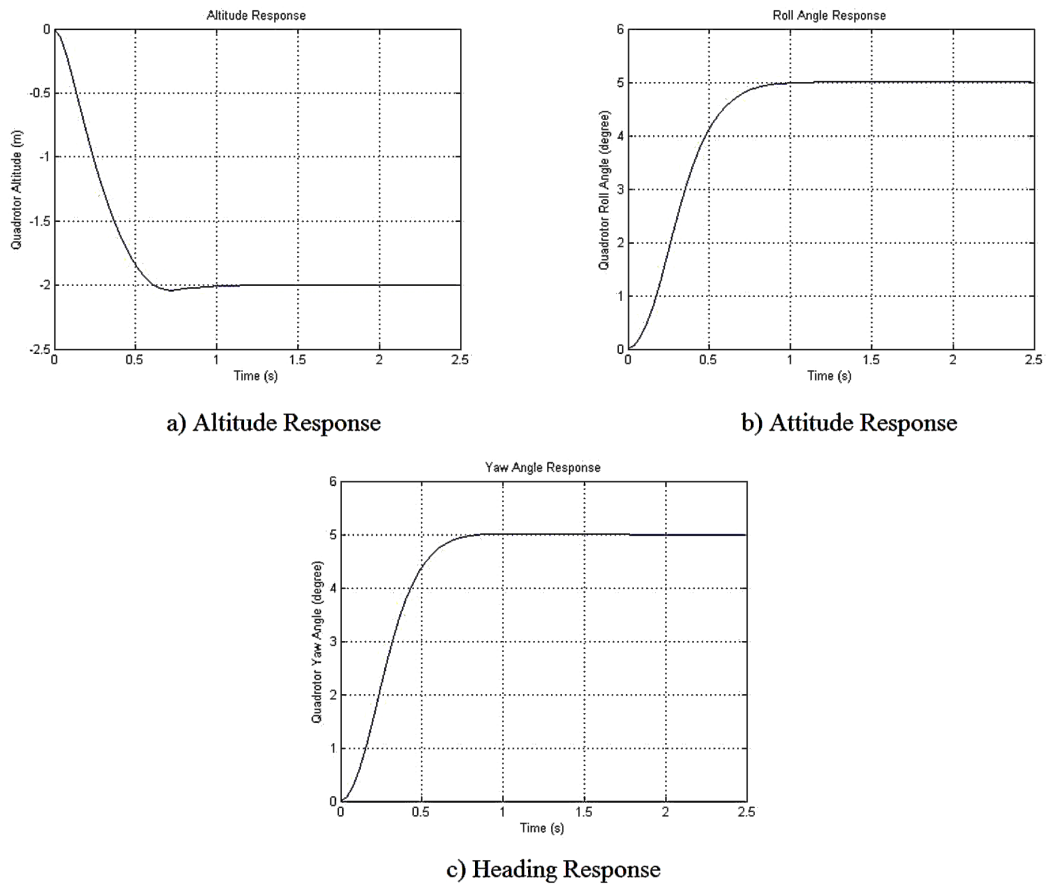 Altitude Response
Quadrotor Altitude (m)
0
-0.5
-1
-1.5
-2
-2.5
0 0.5 1 1.5 2 2.5
Time (s)
a) Altitude Response
Roll Angle Response
Quadrotor Roll Angle (degree)
6
5
4
3
2
1
0
0 0.5 1 1.5 2 2.5
Time (s)
b) Attitude Response
Yaw Angle Response
Quadrotor Yaw Angle (degree)
6
5
4
3
2
1
0
0 0.5 1 1.5 2 2.5
Time (s)
c) Heading Response